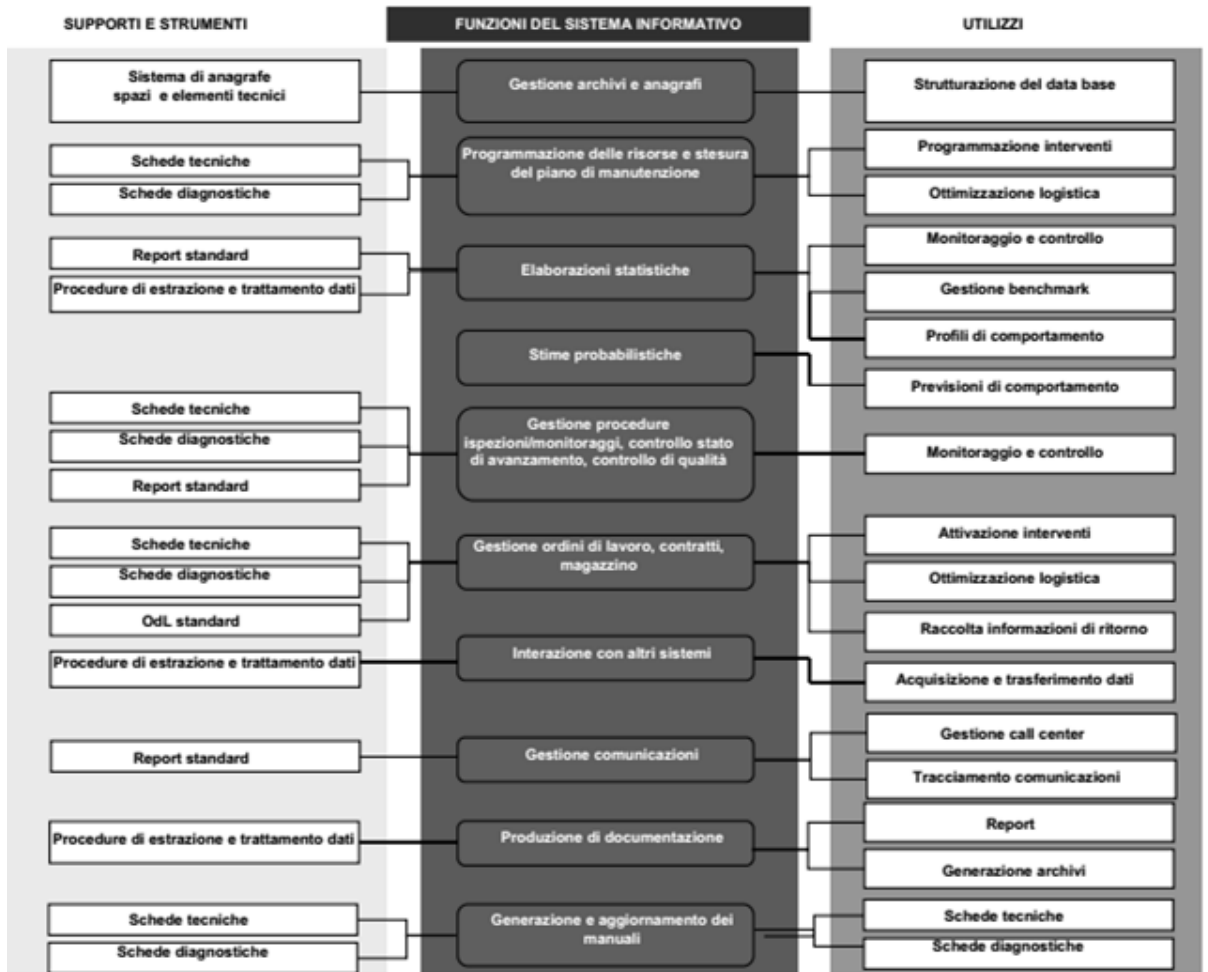 SUPPORTI E STRUMENTI
FUNZIONI DEL SISTEMA INFORMATIVO
UTILIZZI
Sistema di anagrafe
spazi e elementi tecnici
Gestione archivi e anagrafi
Strutturazione del data base
Schede tecniche
Schede diagnostiche
Programmazione delle risorse e stesura
del piano di manutenzione
Programmazione interventi
Ottimizzazione logistica
Report standard
Procedure di estrazione e trattamento dati
Elaborazioni statistiche
Monitoraggio e controllo
Gestione benchmark
Profili di comportamento
Stime probabilistiche
Previsioni di comportamento
Schede tecniche
Schede diagnostiche
Report standard
Gestione procedure
ispezioni/monitoraggi, controllo stato
di avanzamento, controllo di qualità
Monitoraggio e controllo
Schede tecniche
Schede diagnostiche
OdL standard
Gestione ordini di lavoro, contratti,
magazzino
Attivazione interventi
Ottimizzazione logistica
Raccolta informazioni di ritorno
Procedure di estrazione e trattamento dati
Interazione con altri sistemi
Acquisizione e trasferimento dati
Report standard
Gestione comunicazioni
Gestione call center
Tracciamento comunicazioni
Procedure di estrazione e trattamento dati
Produzione di documentazione
Report
Generazione archivi
Schede tecniche
Schede diagnostiche
Generazione e aggiornamento dei
manuali
Schede tecniche
Schede diagnostiche